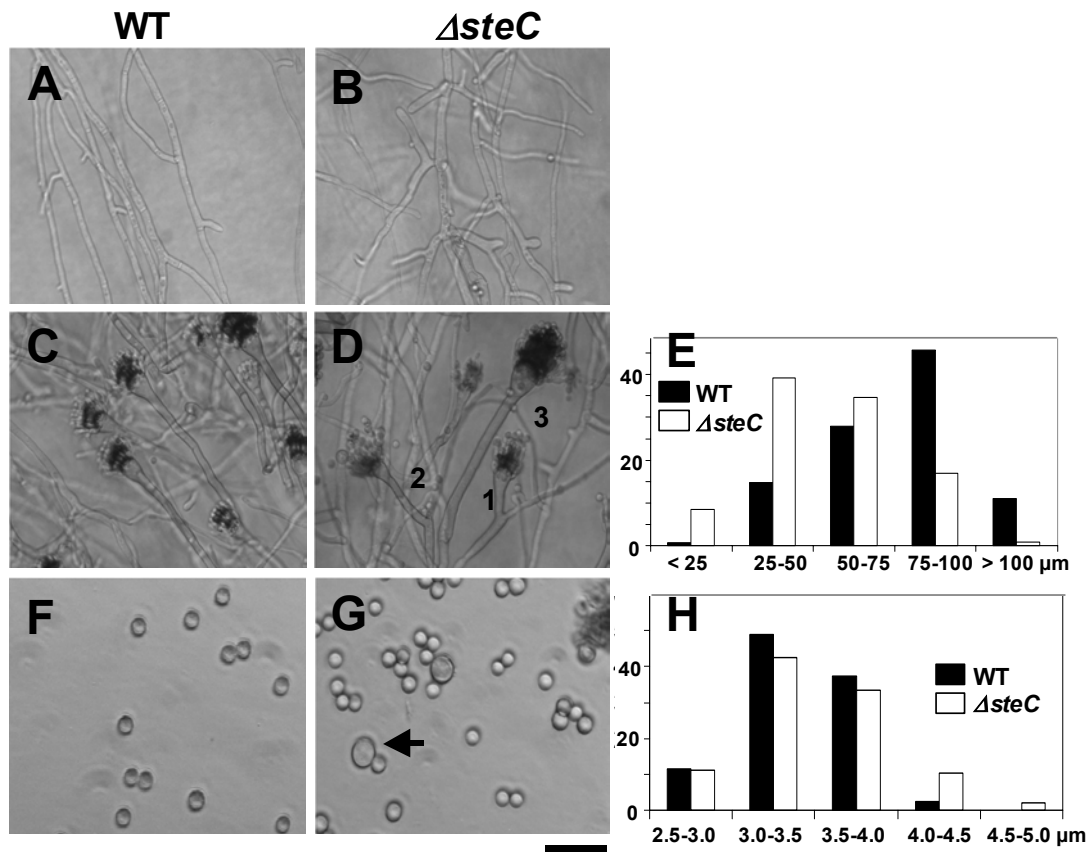 WT ΔsteC
A B
C D
3
2
1
E
WT
ΔsteC
40
20
0
< 25 25-50 50-75 75-100 > 100 µm
F G
H
WT
ΔsteC
40
20
0
2.5-3.0 3.0-3.5 3.5-4.0 4.0-4.5 4.5-5.0 µm